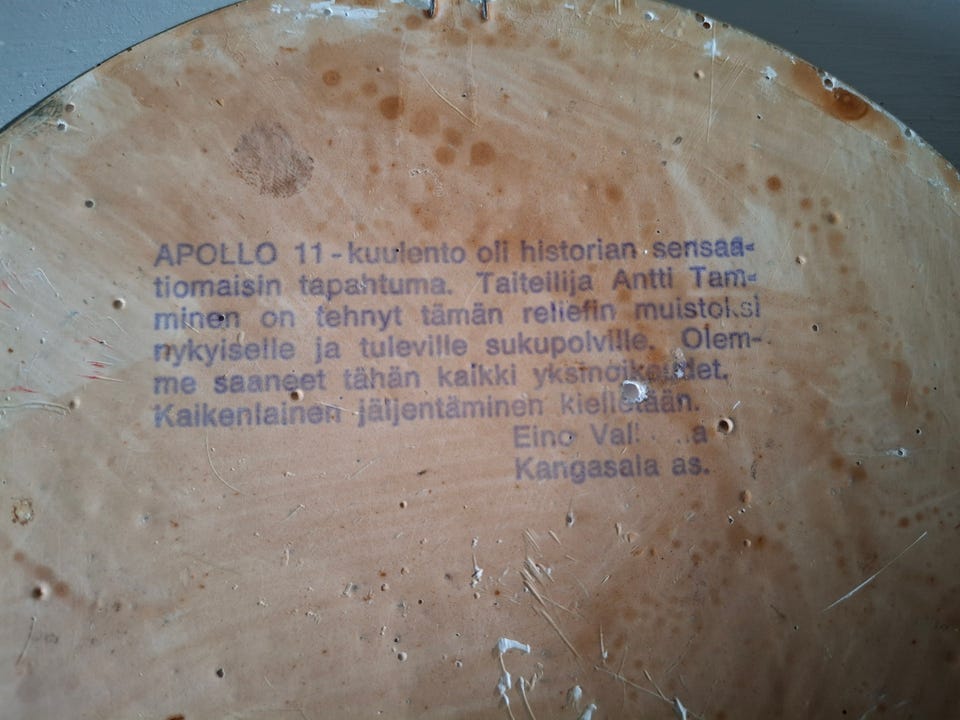 APOLLO 11-kuulento oli historian sensaa-
tiomaisin tapahtuma. Taiteilija Antti Tam-
minen on tehnyt tämän reliefin muistoksi
nykyiselle ja tuleville sukupolville. Olem-
me saaneet tähän kaikki yksinoikeudet.
Kaikenlainen jäljentäminen kielletään.
Eino
Kangasala as.